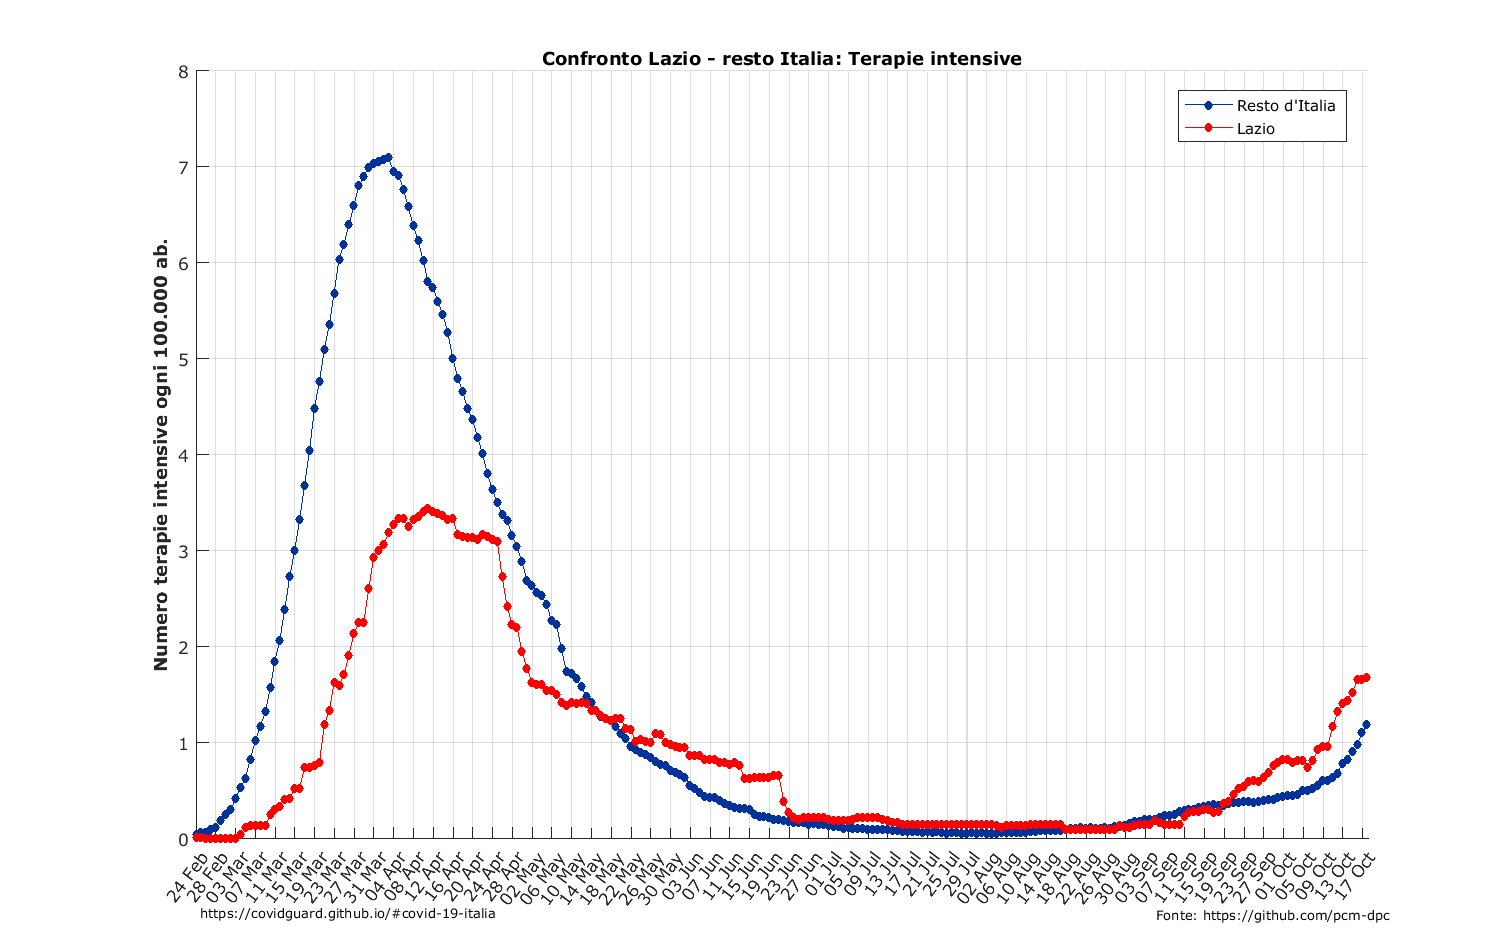 Confronto Lazio - resto Italia: Terapie intensive
Numero terapie intensive ogni 100.000 ab.
8
7
6
5
4
3
2
1
0
Resto d'Italia
Lazio
24 Feb
28 Feb
03 Mar
07 Mar
11 Mar
15 Mar
19 Mar
23 Mar
27 Mar
31 Mar
04 Apr
08 Apr
12 Apr
16 Apr
20 Apr
24 Apr
28 Apr
02 May
06 May
10 May
14 May
18 May
22 May
26 May
30 May
03 Jun
07 Jun
11 Jun
15 Jun
19 Jun
23 Jun
27 Jun
01 Jul
05 Jul
09 Jul
13 Jul
17 Jul
21 Jul
25 Jul
29 Jul
02 Aug
06 Aug
10 Aug
14 Aug
18 Aug
22 Aug
26 Aug
30 Aug
03 Sep
07 Sep
11 Sep
15 Sep
19 Sep
23 Sep
27 Sep
01 Oct
05 Oct
09 Oct
13 Oct
17 Oct
https://covidguard.github.io/#covid-19-italia
Fonte: https://github.com/pcm-dpc